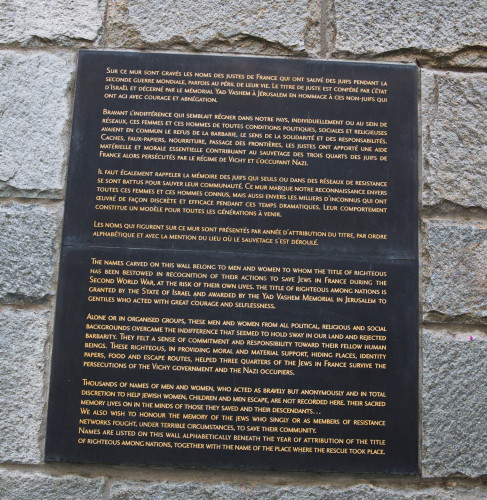 Sur ce mur sont gravés les noms des Justes de France qui ont sauvé des juifs pendant la
seconde guerre mondiale, parfois au péril de leur vie. Le titre de juste est conféré par l'état
d'Israël et décerné par le mémorial Yad Vashem à Jérusalem en hommage à ces non-juifs qui
ont agi avec courage et abnégation.
Bravant l'indifférence qui semblait régner dans notre pays, individuellement ou au sein de
réseaux, ces femmes et ces hommes de toutes conditions politiques, sociales et religieuses
avaient en commun le refus de la barbarie, le sens de la solidarité et des responsabilités.
Caches, faux-papiers, nourriture, passage des frontières, les justes ont apporté une aide
matérielle et morale essentielle contribuant au sauvetage des trois quarts des juifs de
France alors persécutés par le régime de Vichy et l'occupant Nazi.
Il faut également rappeler la mémoire des juifs qui seuls ou dans des réseaux de résistance
se sont battus pour sauver leur communauté. Ce mur marque notre reconnaissance envers
toutes ces femmes et ces hommes connus, mais aussi envers les milliers d'inconnus qui ont
œuvré de façon discrète et efficace pendant ces temps dramatiques. Leur comportement
constitue un modèle pour toutes les générations à venir.
Les noms qui figurent sur ce mur sont présentés par année d'attribution du titre, par ordre
alphabétique et avec la mention du lieu où le sauvetage s'est déroulé.
The names carved on this wall belong to men and women to whom the title of Righteous
has been bestowed in recognition of their actions to save Jews in France during the
Second World War, at the risk of their own lives. The title of Righteous among Nations is
granted by the State of Israel and awarded by the Yad Vashem Memorial in Jerusalem to
gentiles who acted with great courage and selflessness.
Alone or in organised groups, these men and women from all political, religious and social
backgrounds overcame the indifference that seemed to hold sway in our land and rejected
barbarity. They felt a sense of commitment and responsibility toward their fellow human
beings. These Righteous, in providing moral and material support, hiding places, identity
papers, food and escape routes, helped three quarters of the Jews in France survive the
persecutions of the Vichy government and the Nazi occupiers.
Thousands of names of men and women, who acted as bravely but anonymously and in total
discretion to help Jewish women, children and men escape, are not recorded here. Their sacred
memory lives on in the minds of those they saved and their descendants...
We also wish to honour the memory of the Jews who singly or as members of resistance
networks fought, under terrible circumstances, to save their community.
Names are listed on this wall alphabetically beneath the year of attribution of the title
of Righteous among Nations, together with the name of the place where the rescue took place.